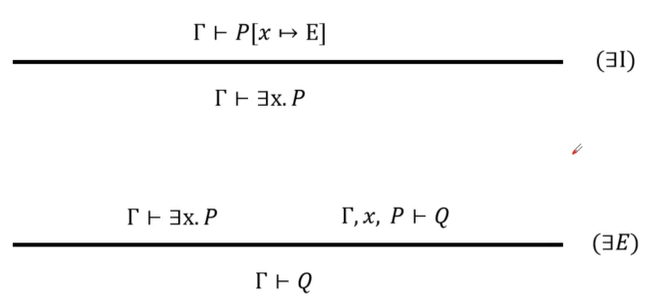 Γ ⊢ P[x ↦ E]
(∃I)
Γ ⊢ ∃x. P
Γ ⊢ ∃x. P Γ, x, P ⊢ Q
(∃E)
Γ ⊢ Q